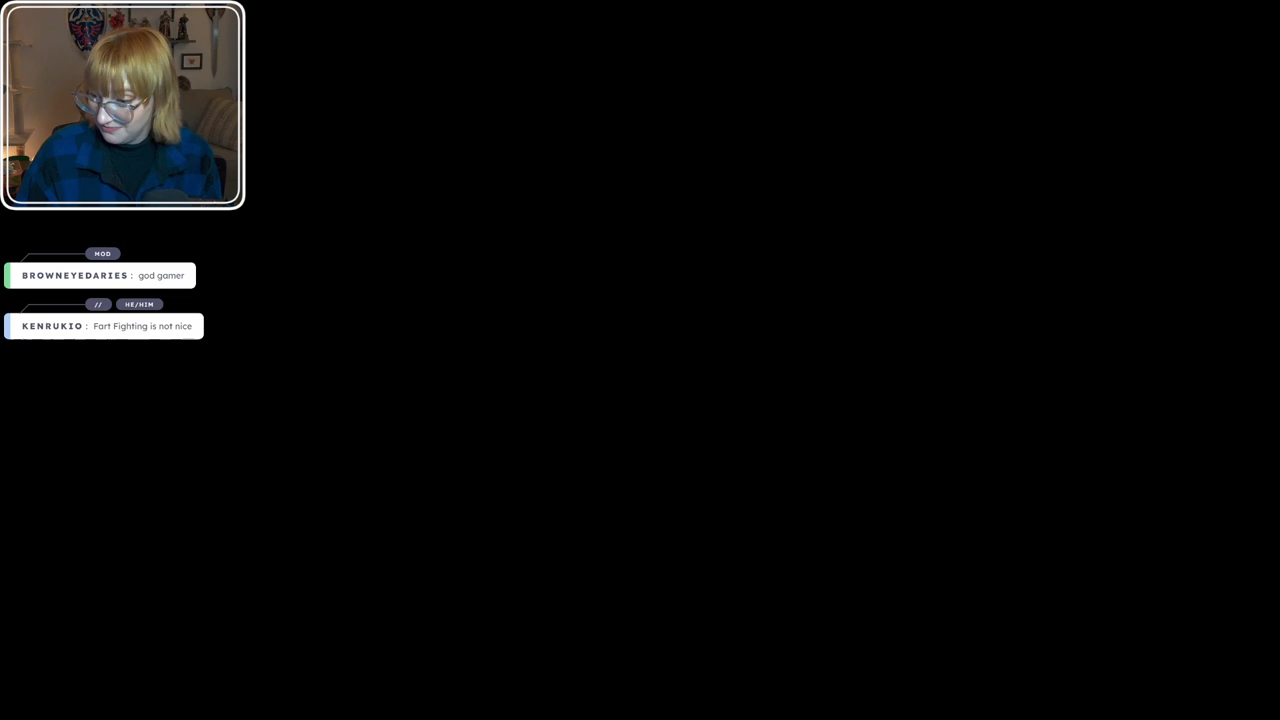 MOD
BROWNEYEDARIES : god gamer
// HE/HIM
KENRUKIO : Fart Fighting is not nice